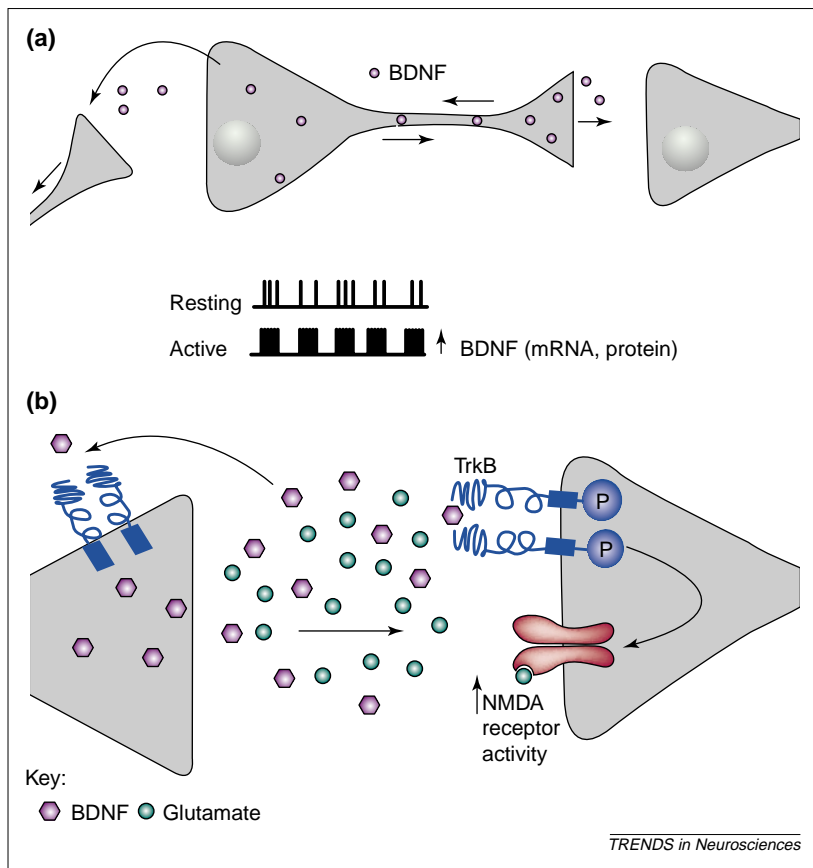 (a)
BDNF
Resting
Active
BDNF (mRNA, protein)
(b)
TrkB
P
P
NMDA
receptor
activity
Key:
BDNF Glutamate
TRENDS in Neurosciences